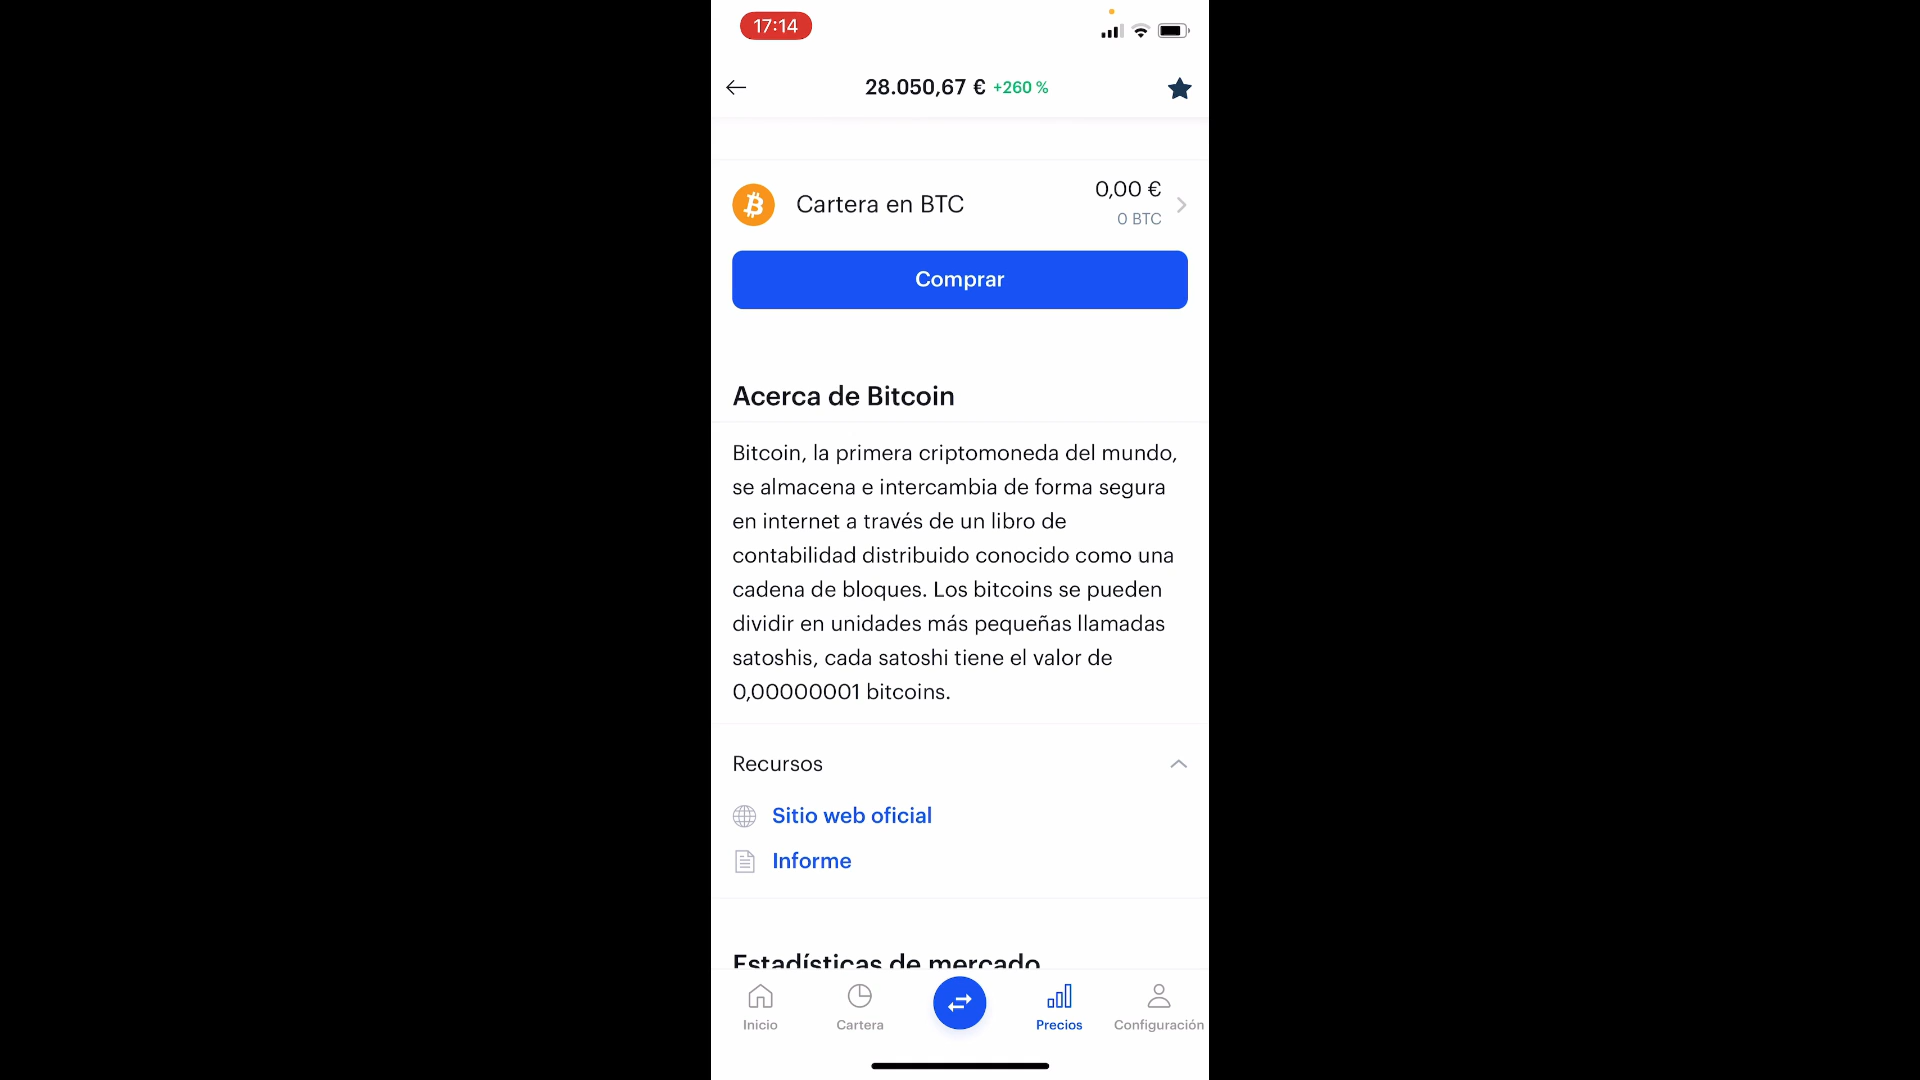 17:14
28.050,67 € +260 %
Cartera en BTC
0,00 €
0 BTC
Comprar
Acerca de Bitcoin
Bitcoin, la primera criptomoneda del mundo,
se almacena e intercambia de forma segura
en internet a través de un libro de
contabilidad distribuido conocido como una
cadena de bloques. Los bitcoins se pueden
dividir en unidades más pequeñas llamadas
satoshis, cada satoshi tiene el valor de
0,00000001 bitcoins.
Recursos
Sitio web oficial
Informe
Estadísticas de mercado
Inicio
Cartera
Precios
Configuración